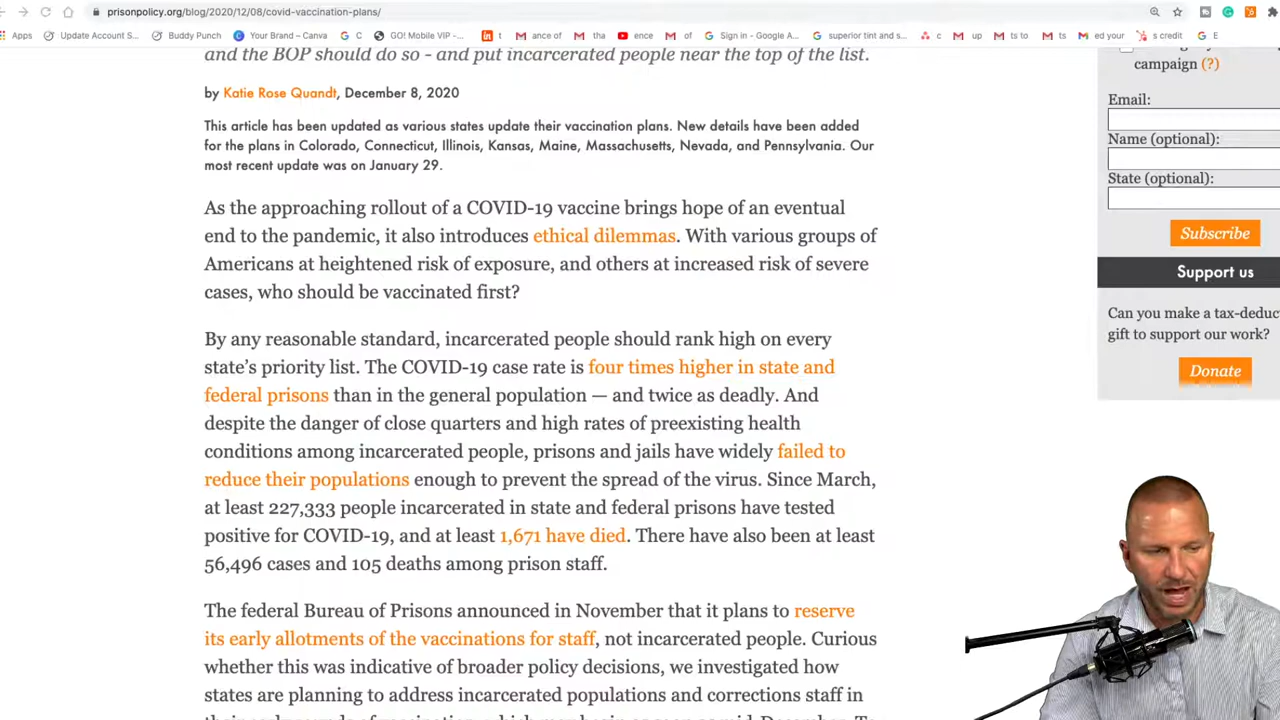 prisonpolicy.org/blog/2020/12/08/covid-vaccination-plans/
Apps Update Account S... Buddy Punch Your Brand – Canva C GO! Mobile VIP -... t ance of tha ence of Sign in - Google A... superior tint and s... c up ts to ts ed your s credit E
and the BOP should do so - and put incarcerated people near the top of the list.
by Katie Rose Quandt, December 8, 2020
This article has been updated as various states update their vaccination plans. New details have been added
for the plans in Colorado, Connecticut, Illinois, Kansas, Maine, Massachusetts, Nevada, and Pennsylvania. Our
most recent update was on January 29.
As the approaching rollout of a COVID-19 vaccine brings hope of an eventual
end to the pandemic, it also introduces ethical dilemmas. With various groups of
Americans at heightened risk of exposure, and others at increased risk of severe
cases, who should be vaccinated first?
By any reasonable standard, incarcerated people should rank high on every
state's priority list. The COVID-19 case rate is four times higher in state and
federal prisons than in the general population — and twice as deadly. And
despite the danger of close quarters and high rates of preexisting health
conditions among incarcerated people, prisons and jails have widely failed to
reduce their populations enough to prevent the spread of the virus. Since March,
at least 227,333 people incarcerated in state and federal prisons have tested
positive for COVID-19, and at least 1,671 have died. There have also been at least
56,496 cases and 105 deaths among prison staff.
The federal Bureau of Prisons announced in November that it plans to reserve
its early allotments of the vaccinations for staff, not incarcerated people. Curious
whether this was indicative of broader policy decisions, we investigated how
states are planning to address incarcerated populations and corrections staff in
campaign (?)
Email:
Name (optional):
State (optional):
Subscribe
Support us
Can you make a tax-deduc
gift to support our work?
Donate